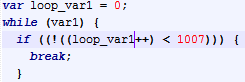 var loop_var1 = 0;
while (var1) {
  if ((!((loop_var1++) < 1007))) {
    break;
  }